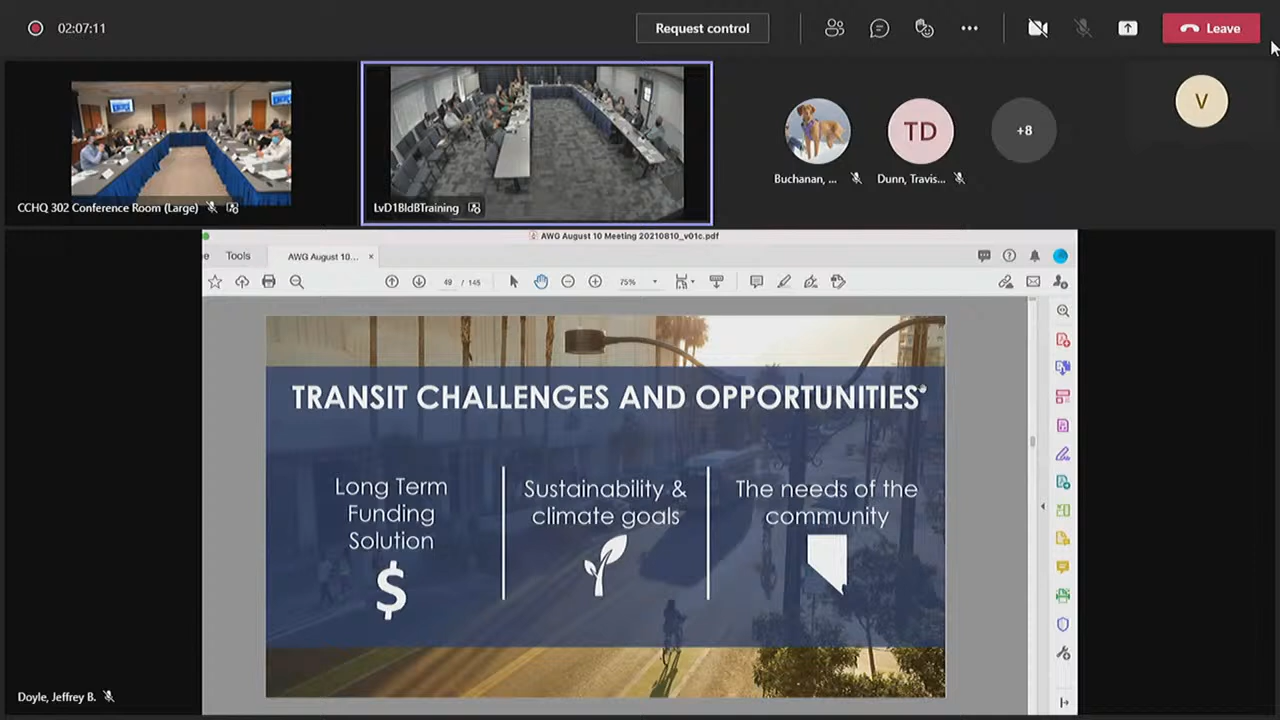 02:07:11
Request control
Leave
V
TD
+8
Buchanan, ...
Dunn, Travis...
CCHQ 302 Conference Room (Large)
LvD1BldBTraining
AWG August 10 Meeting 20210810_v01c.pdf
e
Tools
AWG August 10...
×
49 / 145
75%
TRANSIT CHALLENGES AND OPPORTUNITIES
Long Term
Funding
Solution
$
Sustainability &
climate goals
The needs of the
community
Doyle, Jeffrey B.